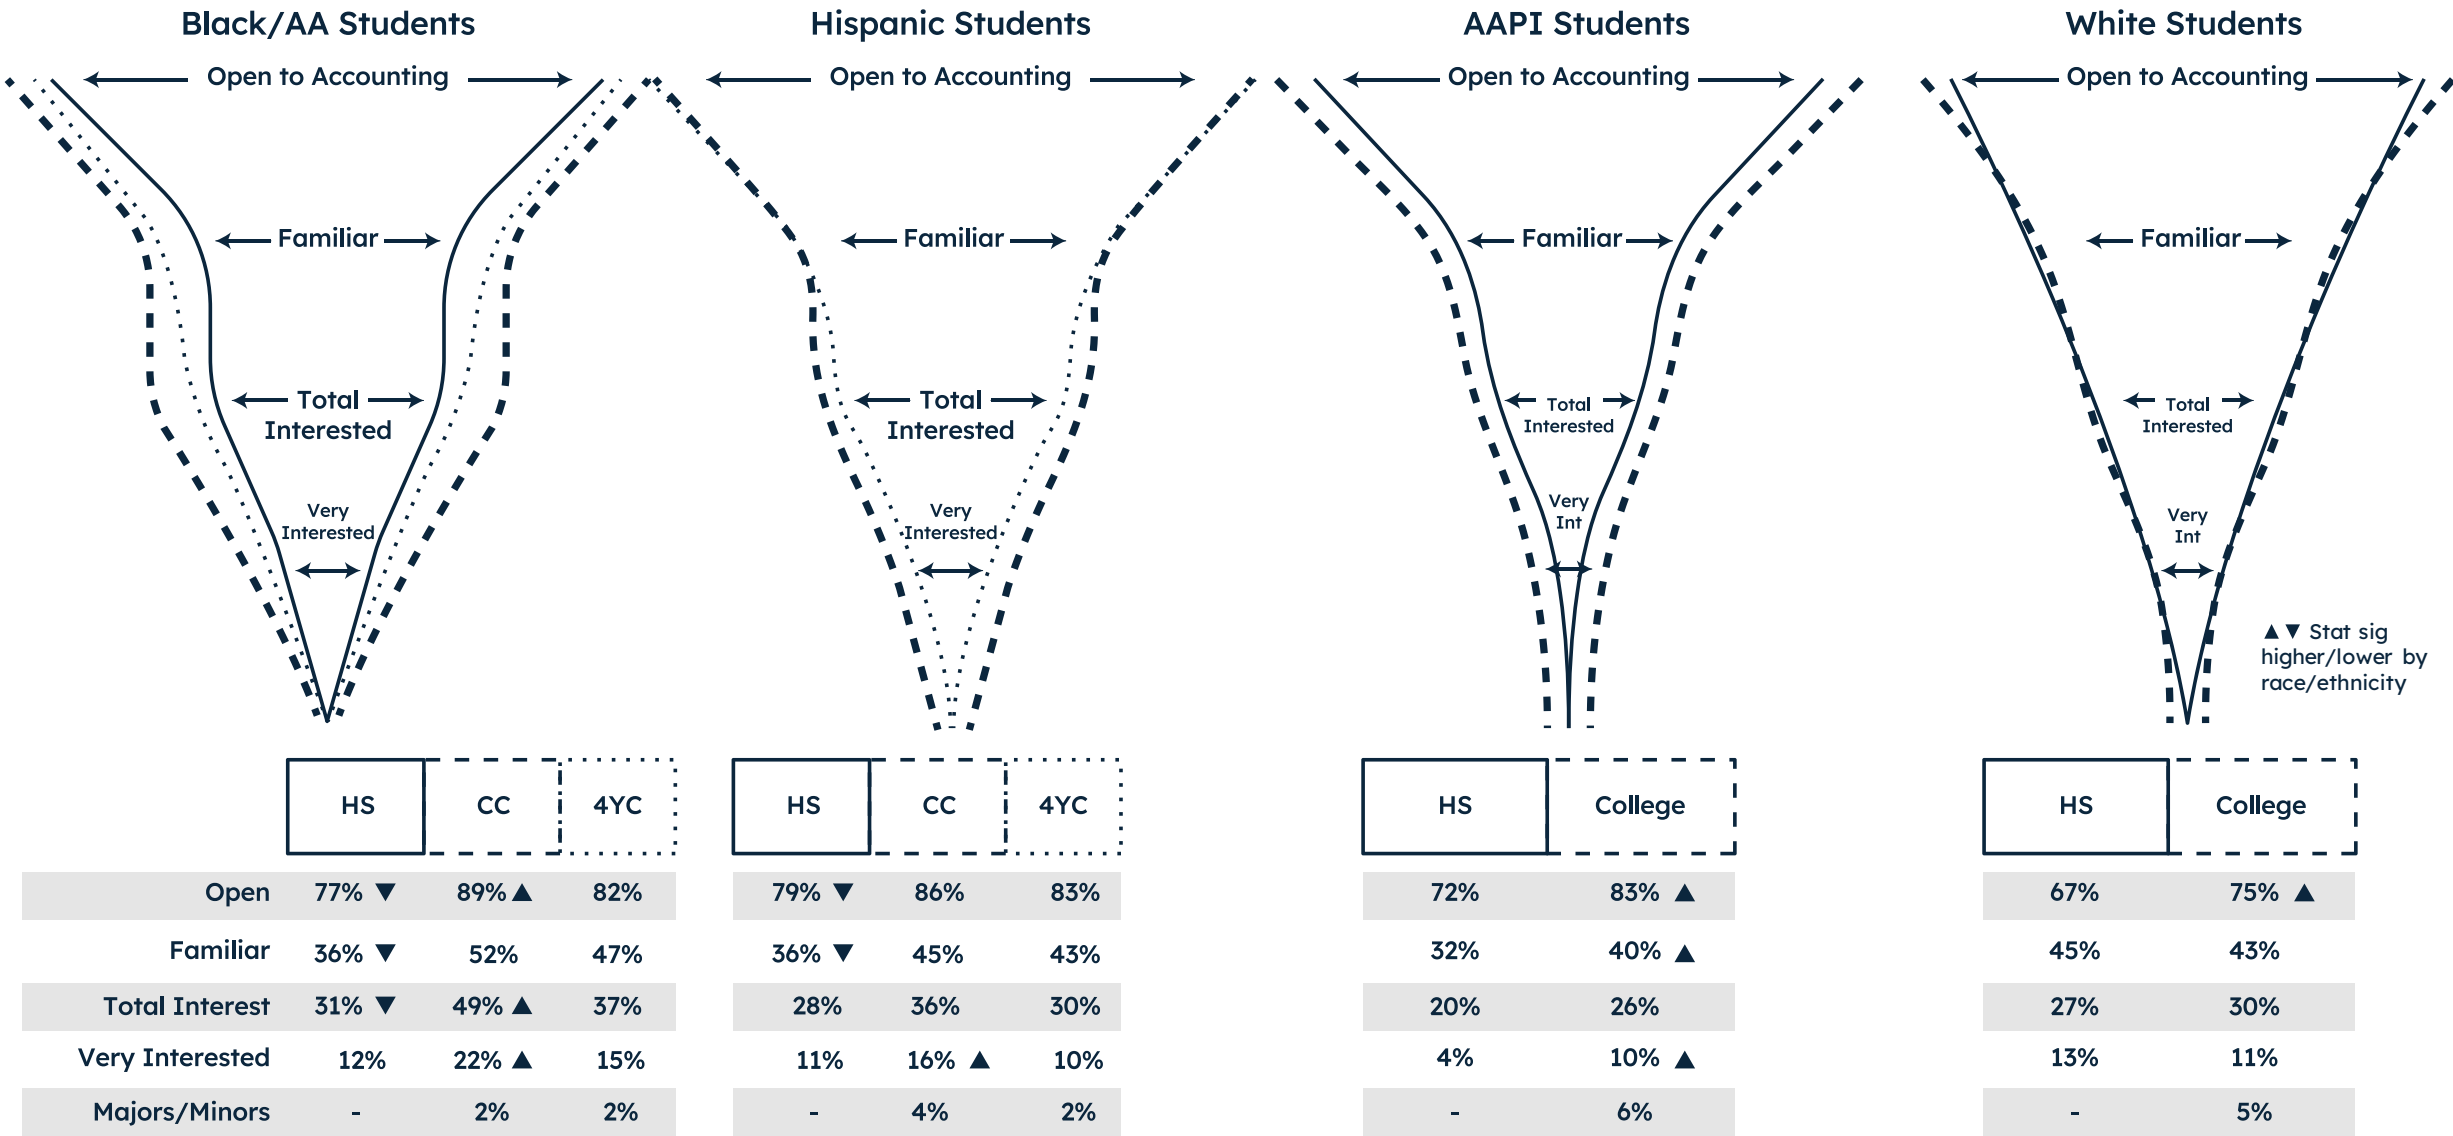 Black/AA Students
Open to Accounting
Familiar
Total
Interested
Very
Interested
Hispanic Students
Open to Accounting
Familiar
Total
Interested
Very
Interested
AAPI Students
Open to Accounting
Familiar
Total
Interested
Very
Int
White Students
Open to Accounting
Familiar
Total
Interested
Very
Int
▲▼ Stat sig
higher/lower by
race/ethnicity
HS CC 4YC HS CC 4YC HS College HS College
Open 77% ▼ 89% ▲ 82% 79% ▼ 86% 83% 72% 83% ▲ 67% 75% ▲
Familiar 36% ▼ 52% 47% 36% ▼ 45% 43% 32% 40% ▲ 45% 43%
Total Interest 31% ▼ 49% ▲ 37% 28% 36% 30% 20% 26% 27% 30%
Very Interested 12% 22% ▲ 15% 11% 16% ▲ 10% 4% 10% ▲ 13% 11%
Majors/Minors - 2% 2% - 4% 2% - 6% - 5%